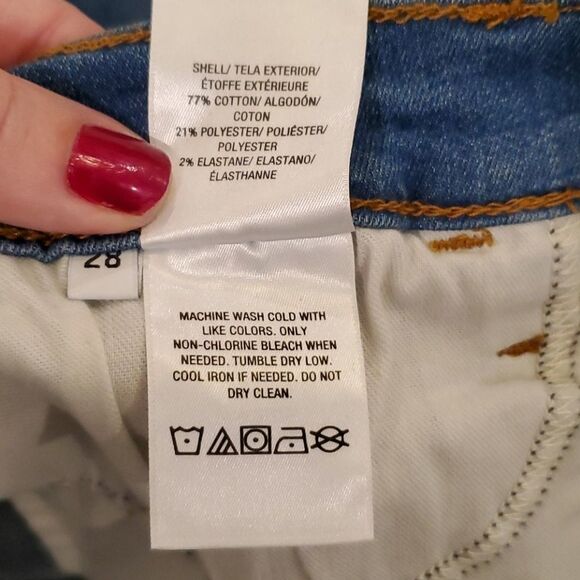 SHELL/ TELA EXTERIOR/
ÉTOFFE EXTÉRIEURE
77% COTTON/ ALGODÓN/
COTON
21% POLYESTER/ POLIÉSTER/
POLYESTER
2% ELASTANE/ ELASTANO/
ÉLASTHANNE
28
MACHINE WASH COLD WITH
LIKE COLORS. ONLY
NON-CHLORINE BLEACH WHEN
NEEDED. TUMBLE DRY LOW.
COOL IRON IF NEEDED. DO NOT
DRY CLEAN.